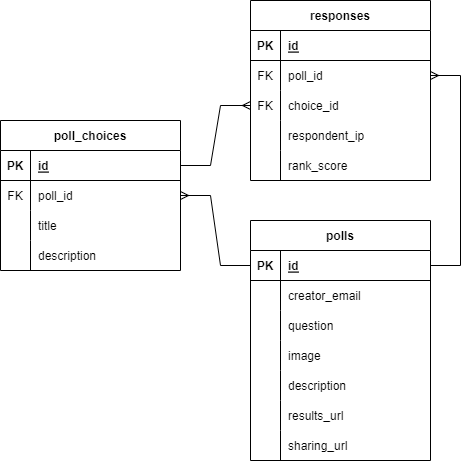 responses
PK id
FK poll_id
FK choice_id
respondent_ip
rank_score
poll_choices
PK id
FK poll_id
title
description
polls
PK id
creator_email
question
image
description
results_url
sharing_url